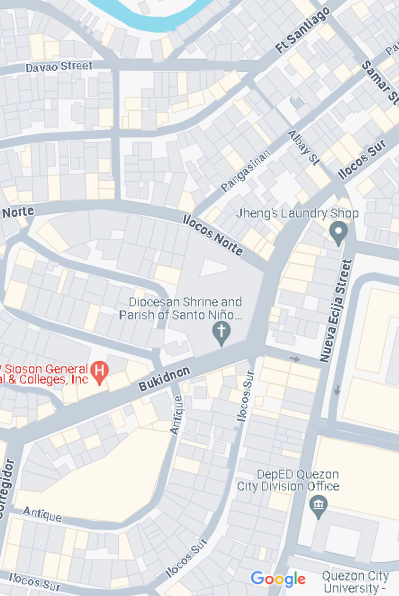 Ft Santiago
Davao Street
Samar St
Albay St
Ilocos Sur
Pangasinan
Norte
Ilocos Norte
Jheng's Laundry Shop
Nueva Ecija Street
Diocesan Shrine and
Parish of Santo Niño...
Sioson General
al & Colleges, Inc
H
Bukidnon
Ilocos Sur
Antique
Corregidor
DepED Quezon
City Division Office
Antique
Ilocos Sur
Ilocos Sur
Google
Quezon City
University -